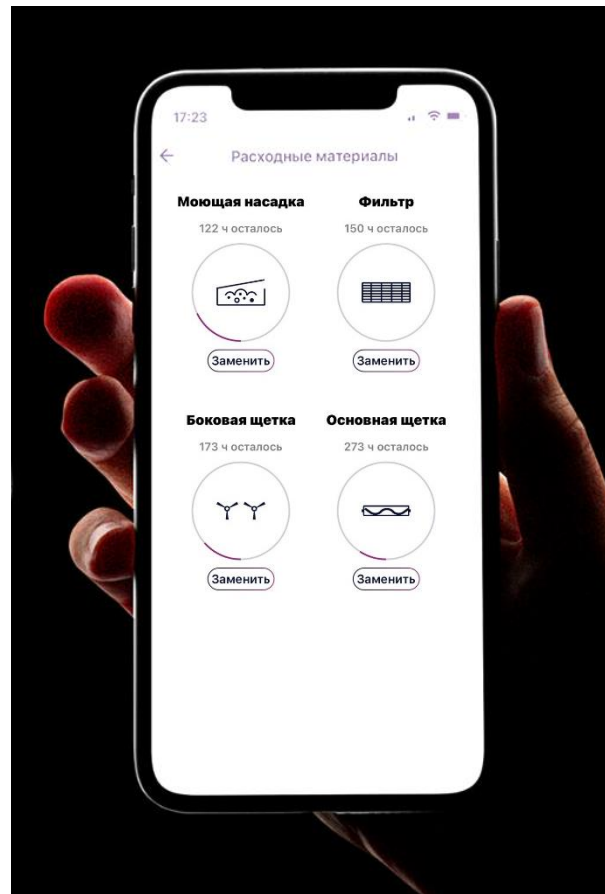 17:23
Расходные материалы
Моющая насадка
Фильтр
122 ч осталось
150 ч осталось
Заменить
Заменить
Боковая щетка
Основная щетка
173 ч осталось
273 ч осталось
Заменить
Заменить